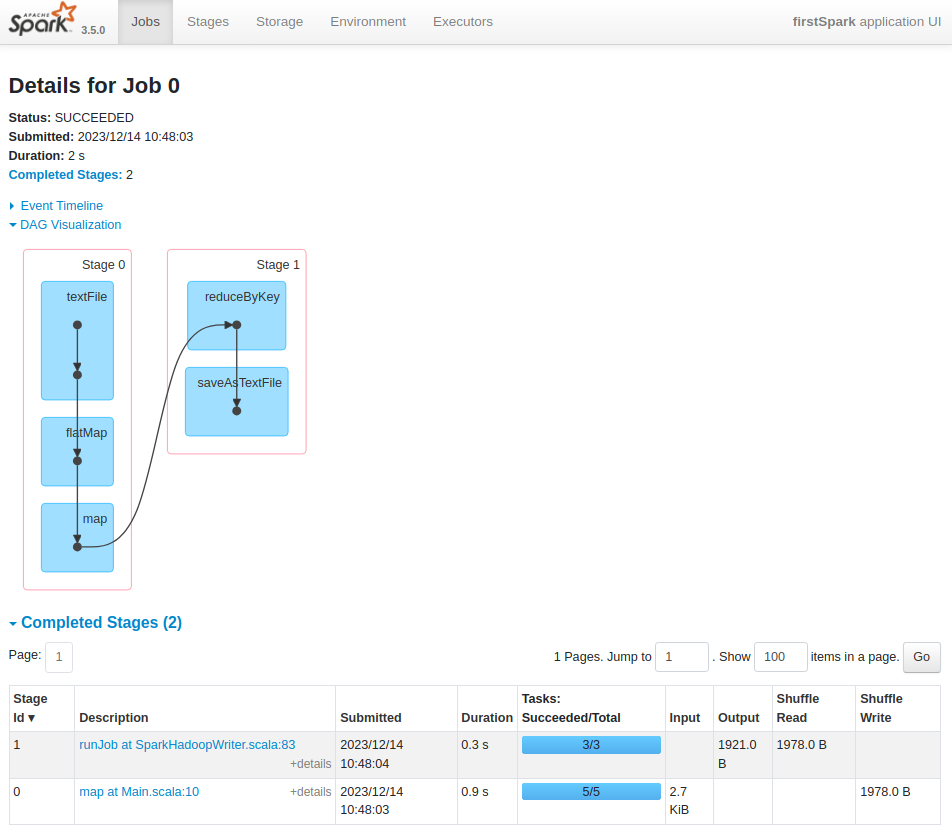 APACHE Spark 3.5.0 Jobs Stages Storage Environment Executors firstSpark application UI
Details for Job 0
Status: SUCCEEDED
Submitted: 2023/12/14 10:48:03
Duration: 2 s
Completed Stages: 2
Event Timeline
DAG Visualization
Stage 0
textFile
flatMap
map
Stage 1
reduceByKey
saveAsTextFile
Completed Stages (2)
Page: 1
1 Pages. Jump to 1 . Show 100 items in a page. Go
Stage Id ▾ Description Submitted Duration Tasks: Succeeded/Total Input Output Shuffle Read Shuffle Write
1 runJob at SparkHadoopWriter.scala:83 +details 2023/12/14 10:48:04 0.3 s 3/3 1921.0 B 1978.0 B
0 map at Main.scala:10 +details 2023/12/14 10:48:03 0.9 s 5/5 2.7 KiB 1978.0 B